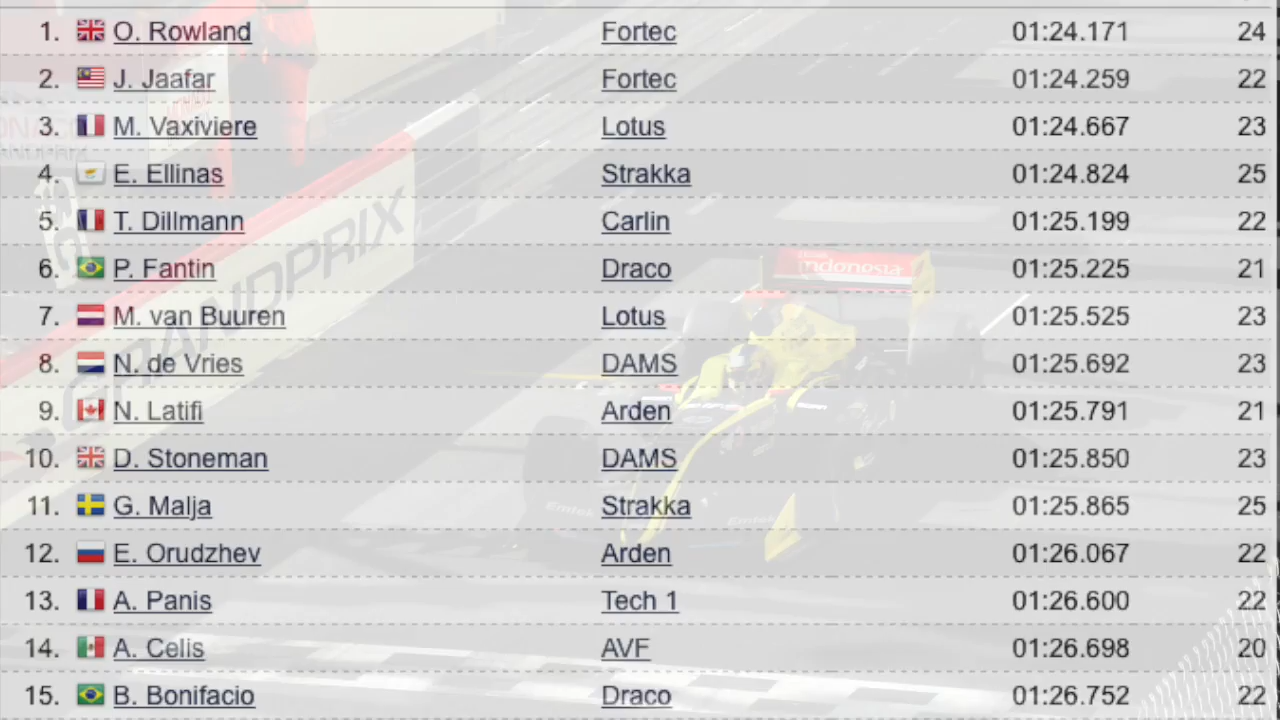 1. O. Rowland Fortec 01:24.171 24
2. J. Jaafar Fortec 01:24.259 22
3. M. Vaxiviere Lotus 01:24.667 23
4. E. Ellinas Strakka 01:24.824 25
5. T. Dillmann Carlin 01:25.199 22
6. P. Fantin Draco 01:25.225 21
7. M. van Buuren Lotus 01:25.525 23
8. N. de Vries DAMS 01:25.692 23
9. N. Latifi Arden 01:25.791 21
10. D. Stoneman DAMS 01:25.850 23
11. G. Malja Strakka 01:25.865 25
12. E. Orudzhev Arden 01:26.067 22
13. A. Panis Tech 1 01:26.600 22
14. A. Celis AVF 01:26.698 20
15. B. Bonifacio Draco 01:26.752 22
GRANDPRIX
indonesia
Emtek
Emtek